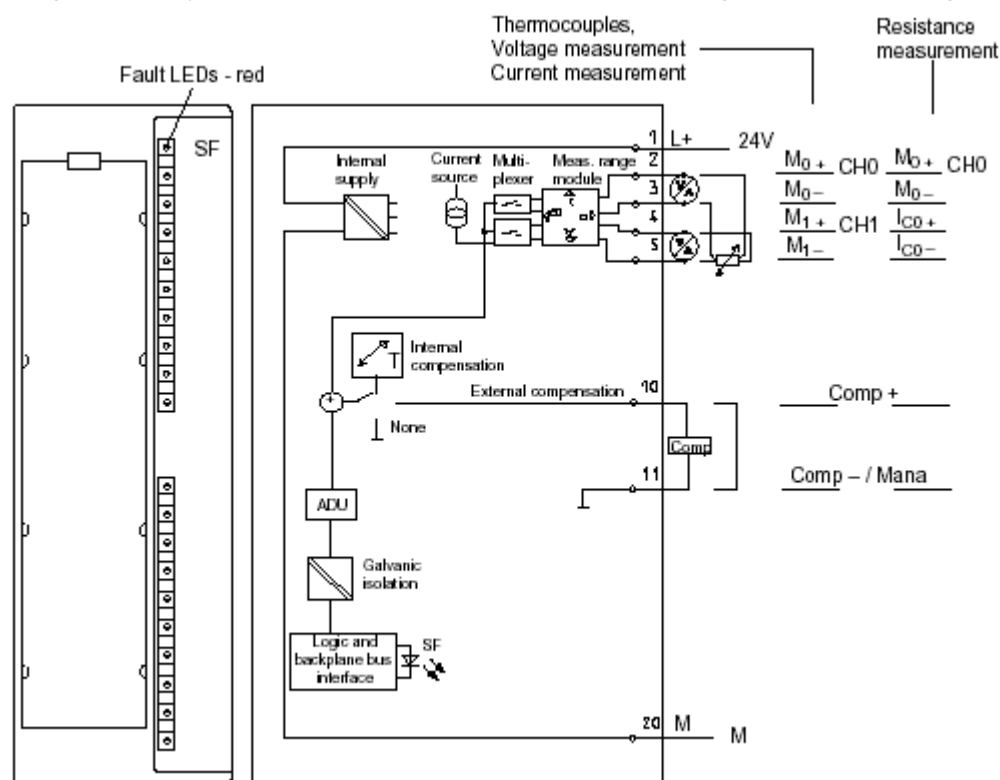 Thermocouples,
Voltage measurement
Current measurement
Resistance
measurement
Fault LEDs - red
SF
1 L+ 24V
2
3
4
5
Internal
supply
Current
source
Multi-
plexer
Meas. range
module
M0 + CH0 M0 + CH0
M0 – M0 –
M1 + CH1 IC0 +
M1 – IC0 –
T
Internal
compensation
External compensation
10
Comp +
+
None
Comp
11
Comp – / Mana
ADU
Galvanic
isolation
Logic and
backplane bus
interface
SF
20 M
M